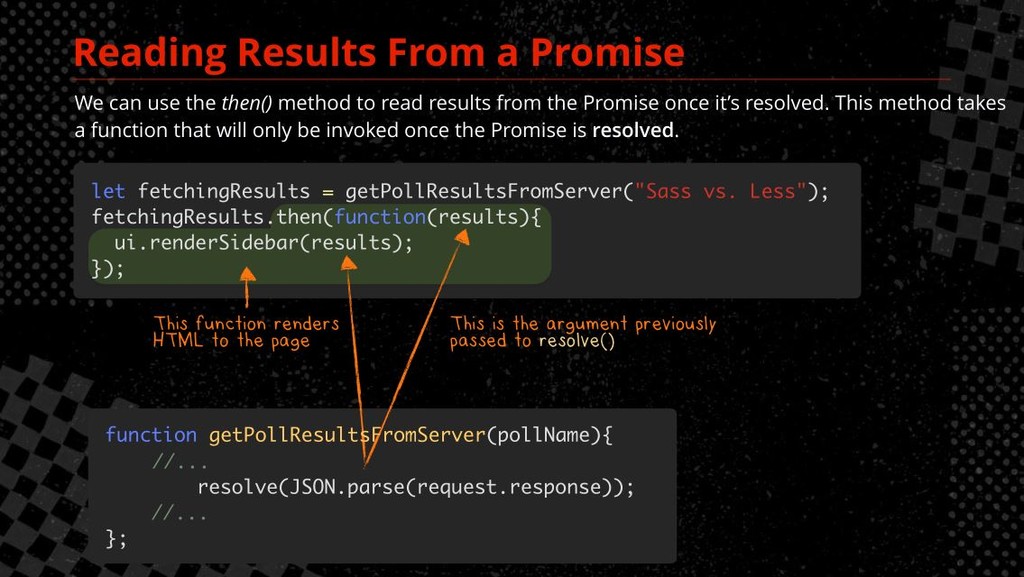 Reading Results From a Promise
We can use the then() method to read results from the Promise once it’s resolved. This method takes
a function that will only be invoked once the Promise is resolved.
let fetchingResults = getPollResultsFromServer("Sass vs. Less");
fetchingResults.then(function(results){
  ui.renderSidebar(results);
});
This function renders
HTML to the page
This is the argument previously
passed to resolve()
function getPollResultsFromServer(pollName){
    //...
        resolve(JSON.parse(request.response));
    //...
};